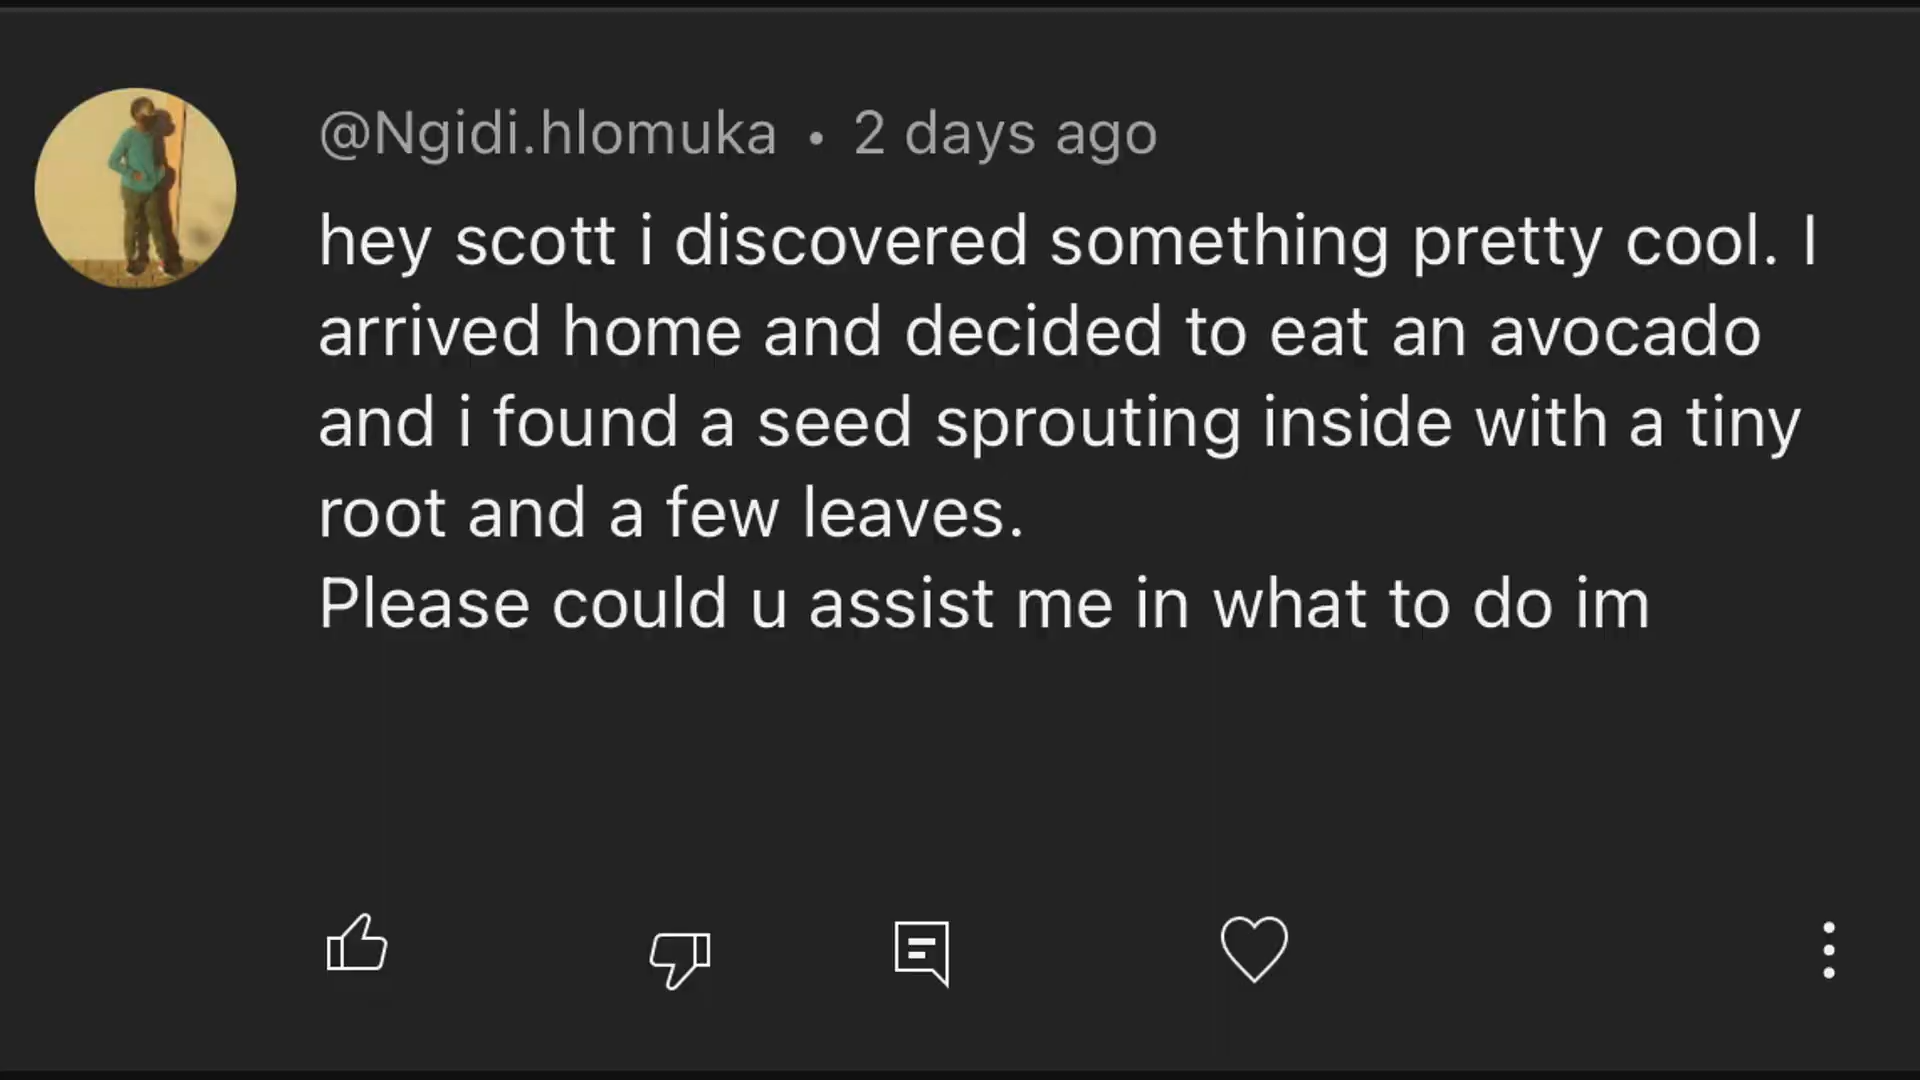 @Ngidi.hlomuka • 2 days ago
hey scott i discovered something pretty cool. I
arrived home and decided to eat an avocado
and i found a seed sprouting inside with a tiny
root and a few leaves.
Please could u assist me in what to do im